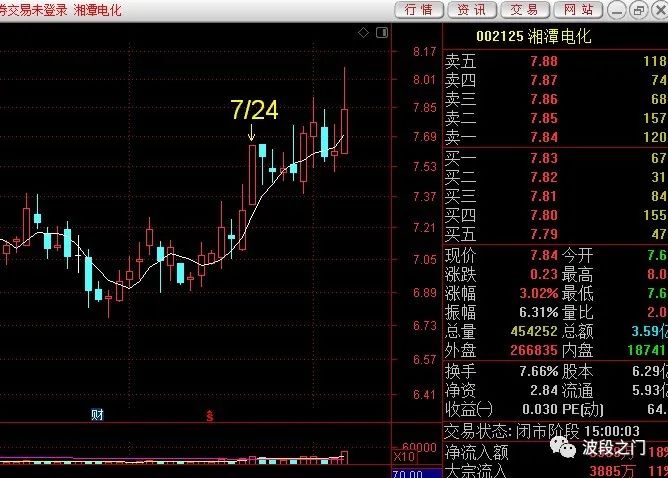 券交易未登录 湘潭电化 行情 资讯 交易 网站
002125 湘潭电化
8.17
8.01
7.85
7.69
7.53
7.37
7.21
7.05
6.89
6.73
6.57
6.41
7/24
财
60000
X10
70.00
卖五 7.88 118
卖四 7.87 74
卖三 7.86 68
卖二 7.85 157
卖一 7.84 120
买一 7.83 67
买二 7.82 31
买三 7.81 84
买四 7.80 155
买五 7.79 47
现价 7.84 今开 7.6
涨跌 0.23 最高 8.0
涨幅 3.02% 最低 7.6
振幅 6.31% 量比 2.0
总量 454252 总额 3.59亿
外盘 266835 内盘 18741
换手 7.66% 股本 6.29亿
净资 2.84 流通 5.93亿
收益㈠ 0.030 PE(动) 64.
交易状态: 闭市阶段 15:00:03
净流入额 18%
大宗流入 3885万 11%
波段之门